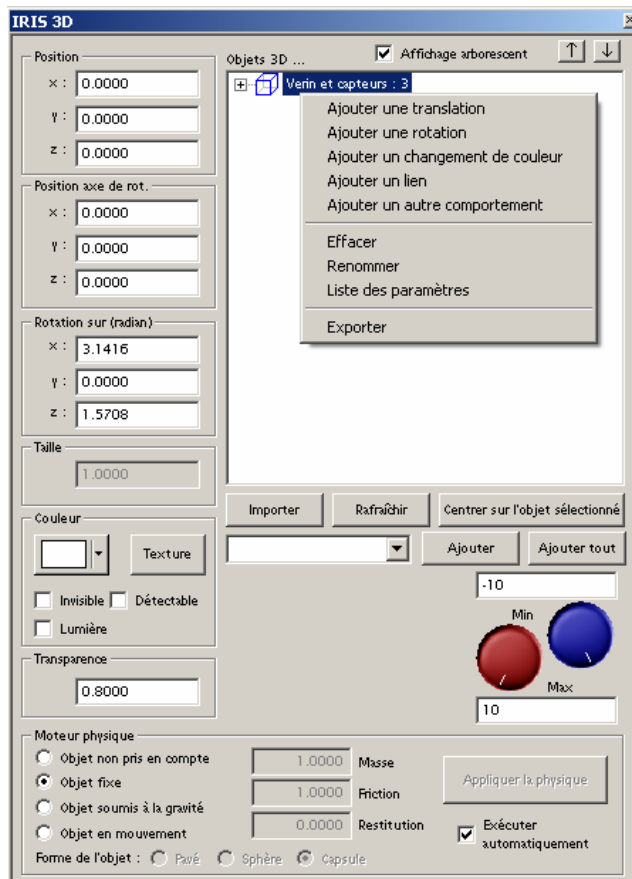 IRIS 3D
Position
x : 0.0000
y : 0.0000
z : 0.0000
Position axe de rot.
x : 0.0000
y : 0.0000
z : 0.0000
Rotation sur (radian)
x : 3.1416
y : 0.0000
z : 1.5708
Taille
1.0000
Couleur
Texture
Invisible Détectable
Lumière
Transparence
0.8000
Objets 3D ... Affichage arborescent ↑ ↓
Verin et capteurs : 3
Ajouter une translation
Ajouter une rotation
Ajouter un changement de couleur
Ajouter un lien
Ajouter un autre comportement
Effacer
Renommer
Liste des paramètres
Exporter
Importer Rafraîchir Centrer sur l'objet sélectionné
Ajouter Ajouter tout
-10
Min
Max
10
Moteur physique
Objet non pris en compte
Objet fixe
Objet soumis à la gravité
Objet en mouvement
1.0000 Masse
1.0000 Friction
0.0000 Restitution
Appliquer la physique
Exécuter
automatiquement
Forme de l'objet : Pavé Sphère Capsule